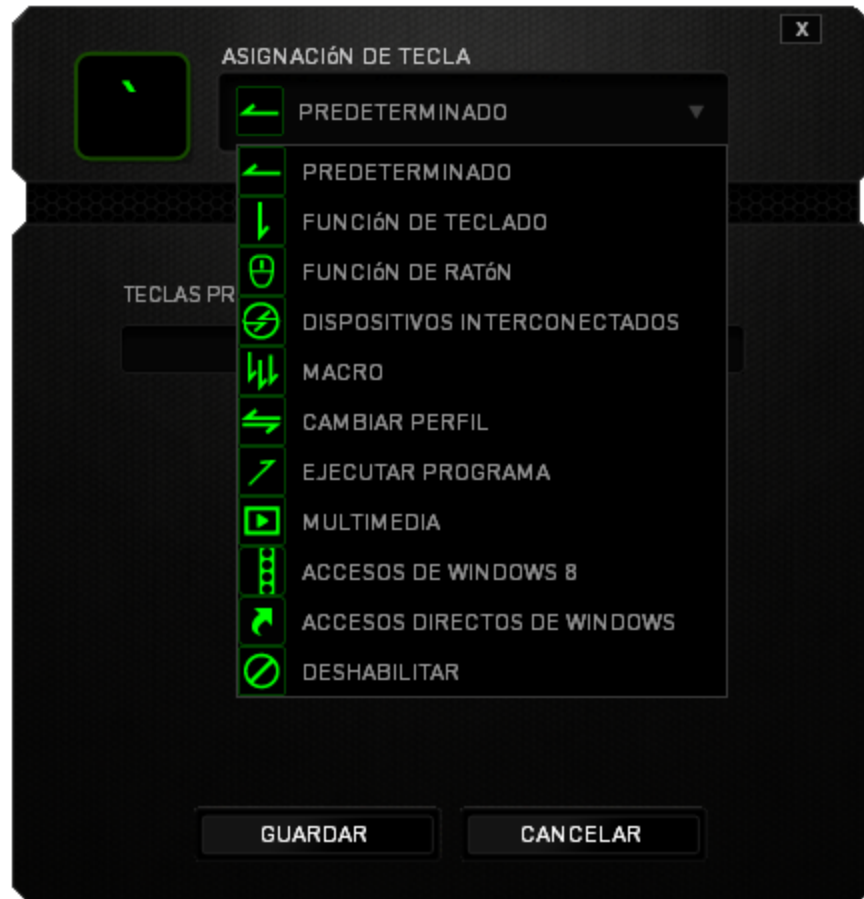 X
ASIGNACIóN DE TECLA
`
PREDETERMINADO
PREDETERMINADO
FUNCIóN DE TECLADO
FUNCIóN DE RATóN
TECLAS PR
DISPOSITIVOS INTERCONECTADOS
MACRO
CAMBIAR PERFIL
EJECUTAR PROGRAMA
MULTIMEDIA
ACCESOS DE WINDOWS 8
ACCESOS DIRECTOS DE WINDOWS
DESHABILITAR
GUARDAR
CANCELAR